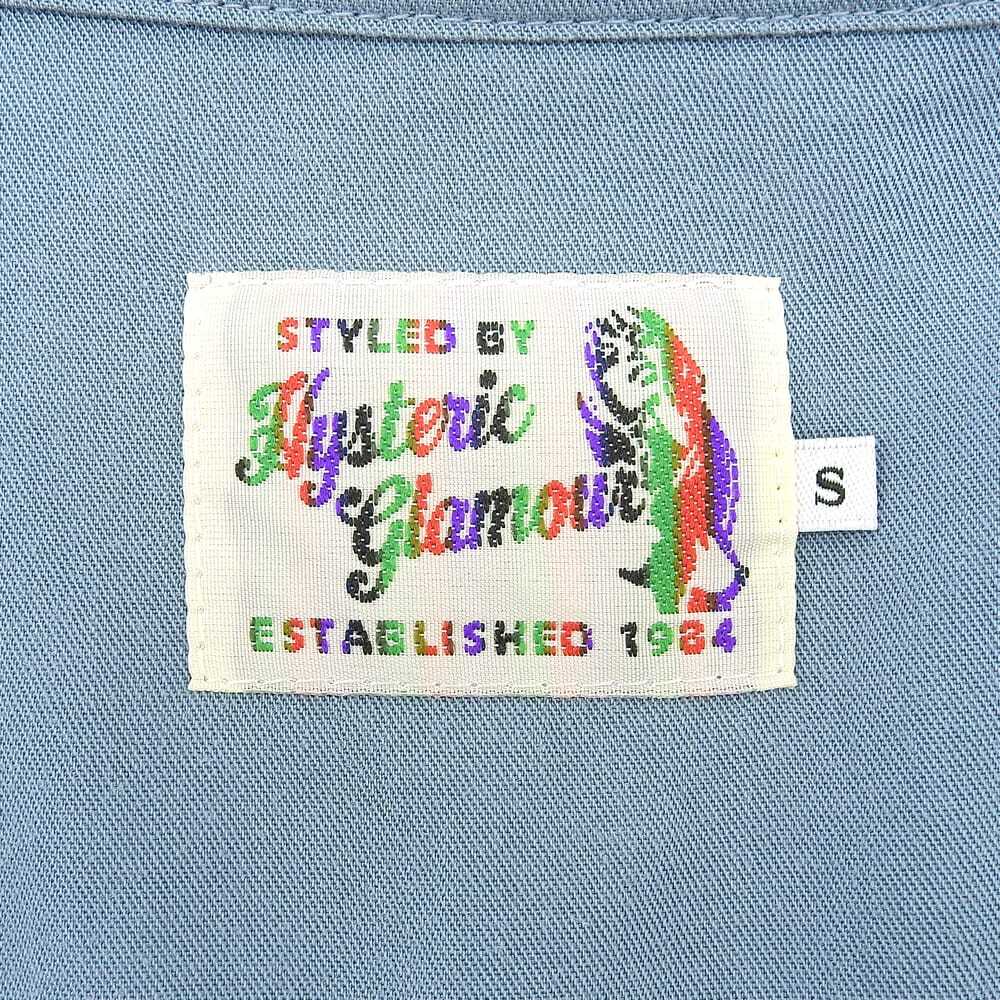 STYLED BY
Hysteric
Glamour
S
ESTABLISHED 1984